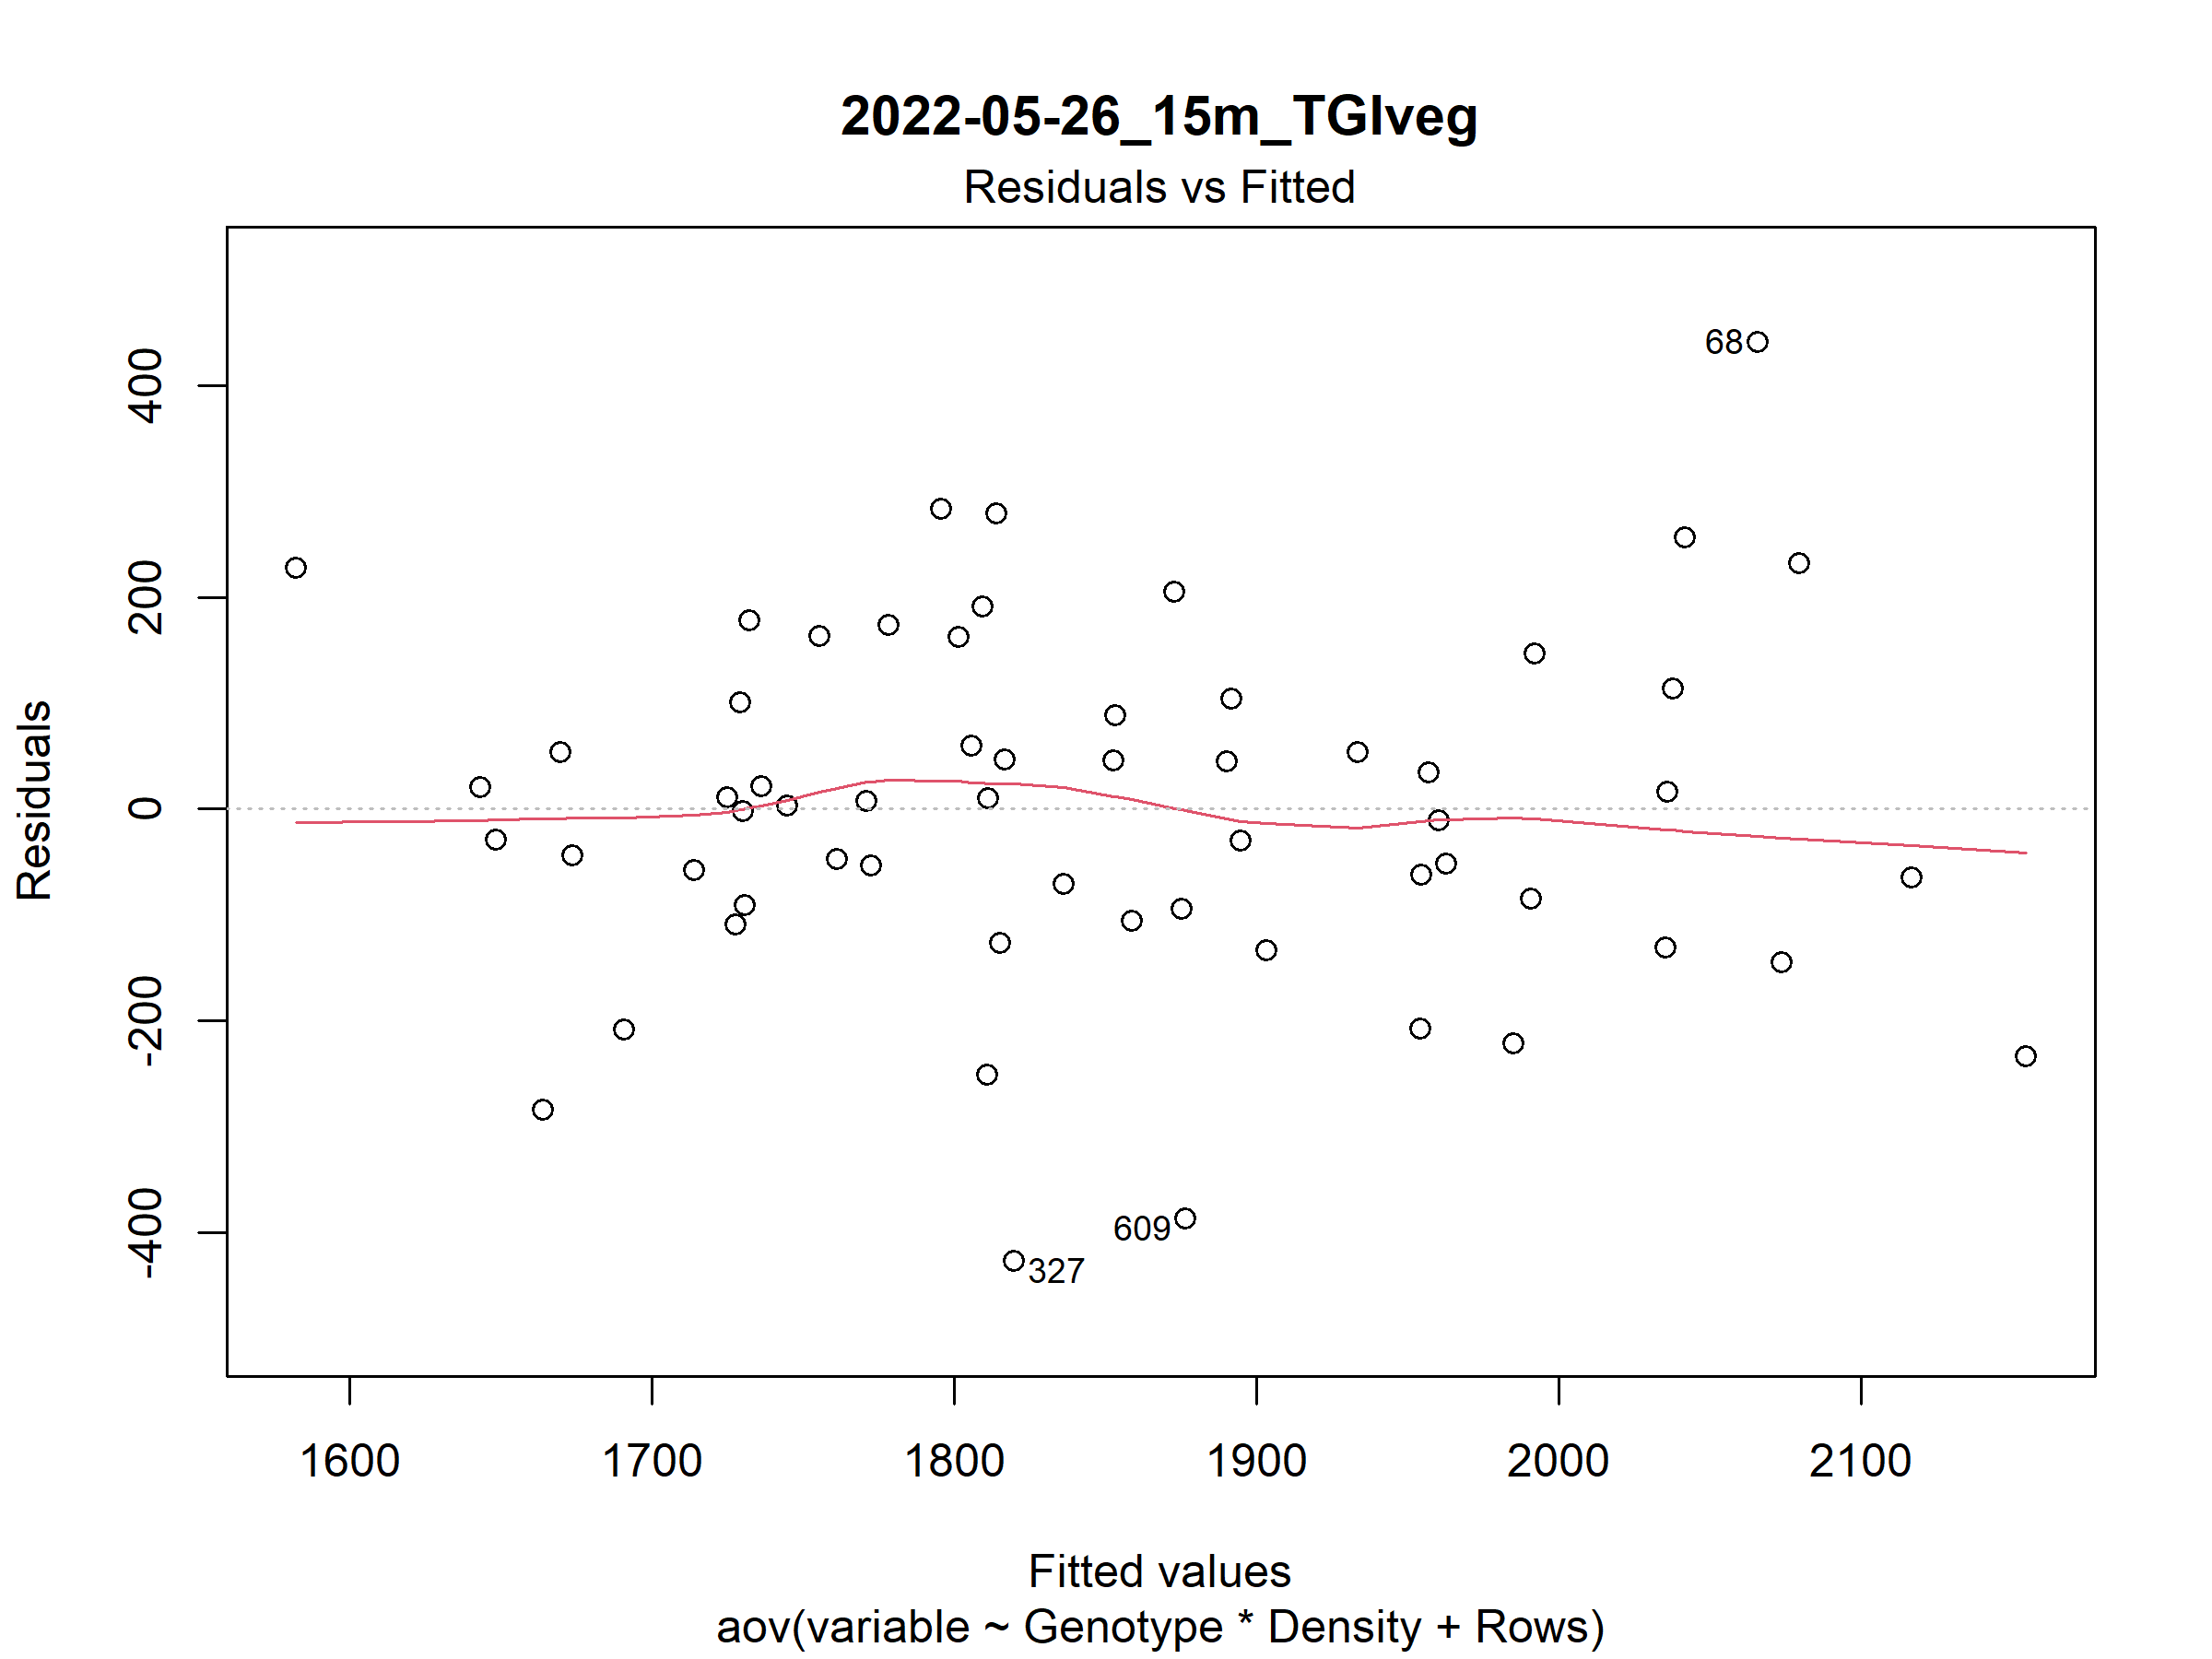 2022-05-26_15m_TGIveg
Residuals vs Fitted
Residuals
400
200
0
-200
-400
68
609
327
1600 1700 1800 1900 2000 2100
Fitted values
aov(variable ~ Genotype * Density + Rows)